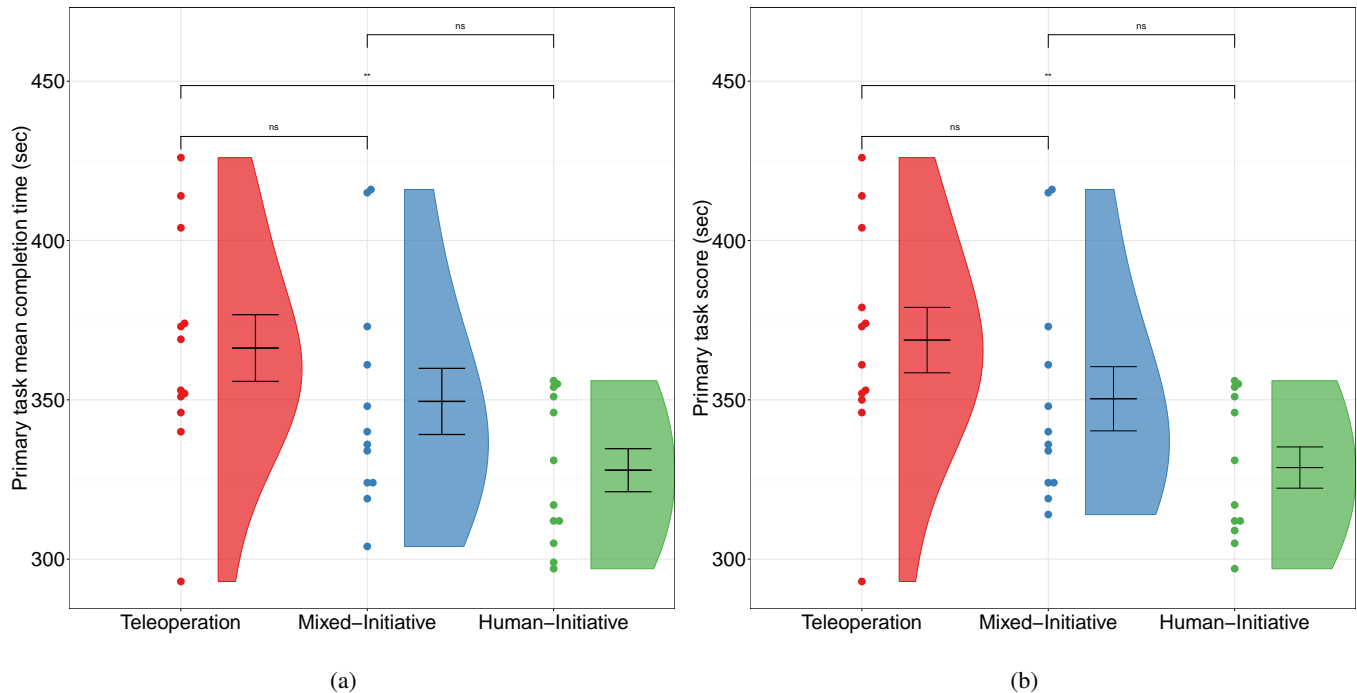 Primary task mean completion time (sec)
450
400
350
300
ns
**
ns
Teleoperation
Mixed−Initiative
Human−Initiative
(a)
Primary task score (sec)
450
400
350
300
ns
**
ns
Teleoperation
Mixed−Initiative
Human−Initiative
(b)